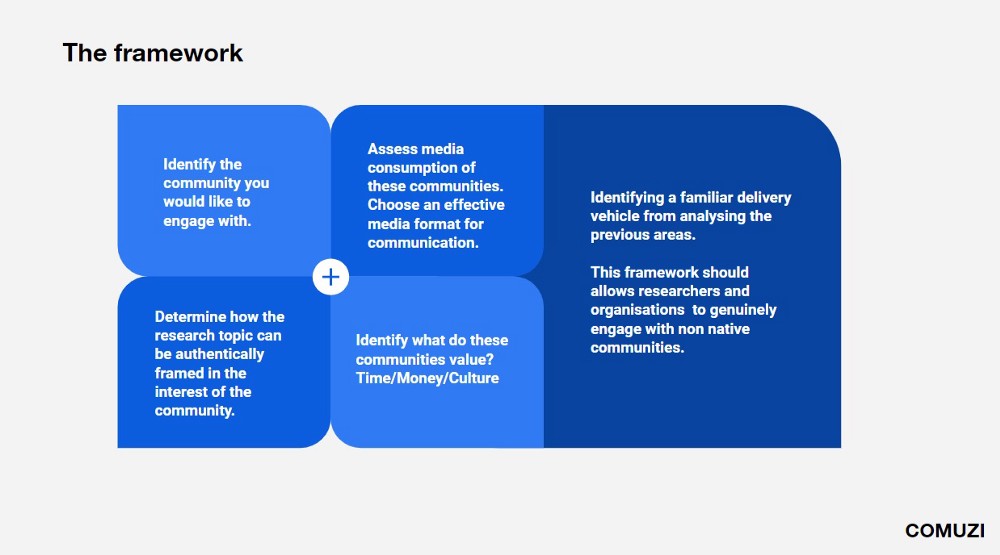 The framework
Identify the
community you
would like to
engage with.
Assess media
consumption of
these communities.
Choose an effective
media format for
communication.
Determine how the
research topic can
be authentically
framed in the
interest of the
community.
Identify what do these
communities value?
Time/Money/Culture
Identifying a familiar delivery
vehicle from analysing the
previous areas.
This framework should
allows researchers and
organisations  to genuinely
engage with non native
communities.
COMUZI